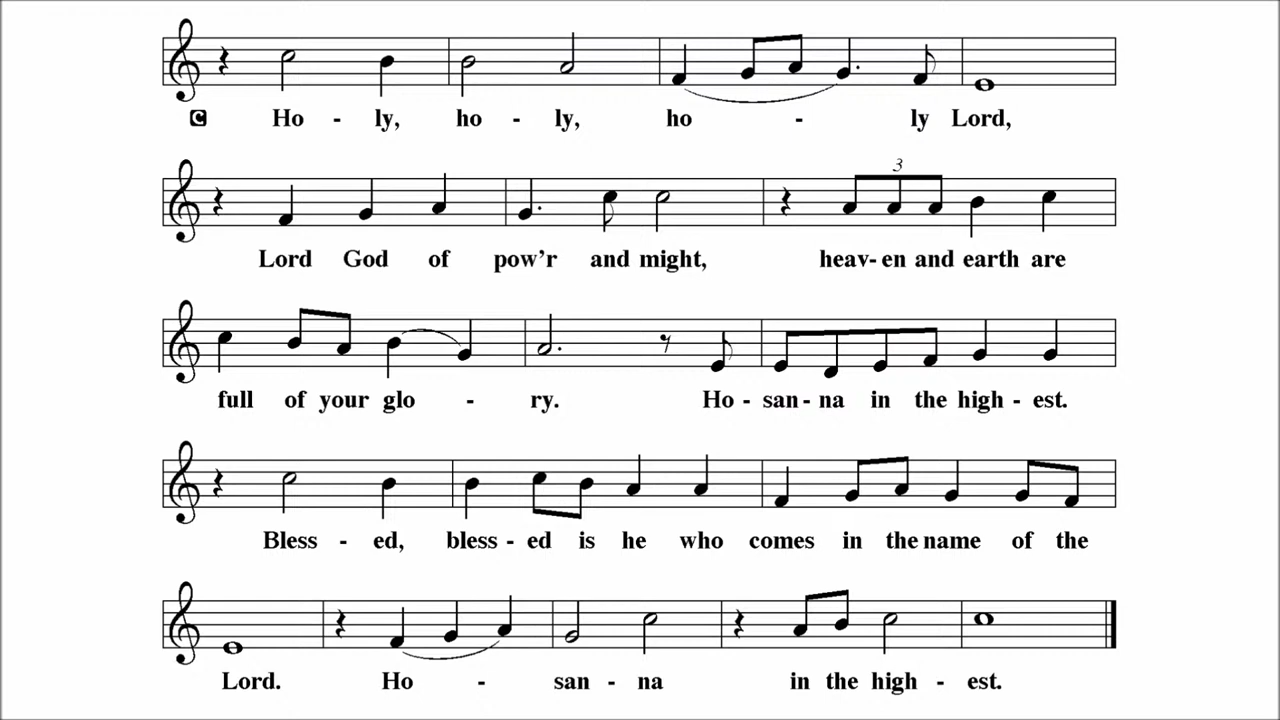 C Ho - ly, ho - ly, ho - ly Lord,
3
Lord God of pow’r and might, heav- en and earth are
full of your glo - ry. Ho - san - na in the high - est.
Bless - ed, bless - ed is he who comes in the name of the
Lord. Ho - san - na in the high - est.